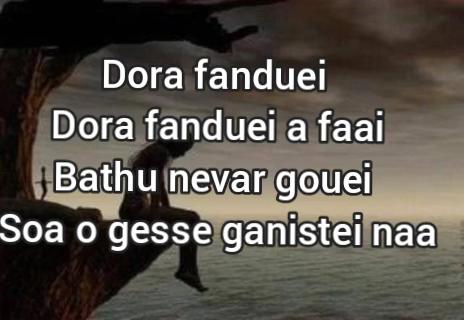 Dora fanduei
Dora fanduei a faai
Bathu nevar gouei
Soa o gesse ganistei naa